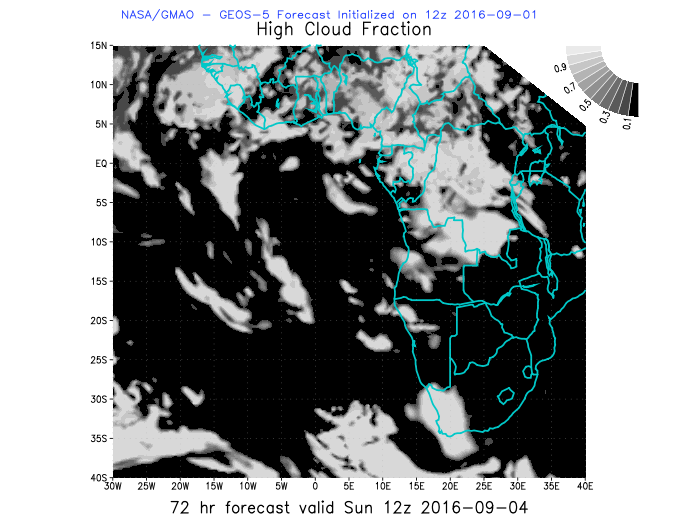 NASA/GMAO - GEOS-5 Forecast Initialized on 12z 2016-09-01
High Cloud Fraction
15N
10N
5N
EQ
5S
10S
15S
20S
25S
30S
35S
40S
30W 25W 20W 15W 10W 5W 0 5E 10E 15E 20E 25E 30E 35E 40E
0.9
0.7
0.5
0.3
0.1
72 hr forecast valid Sun 12z 2016-09-04